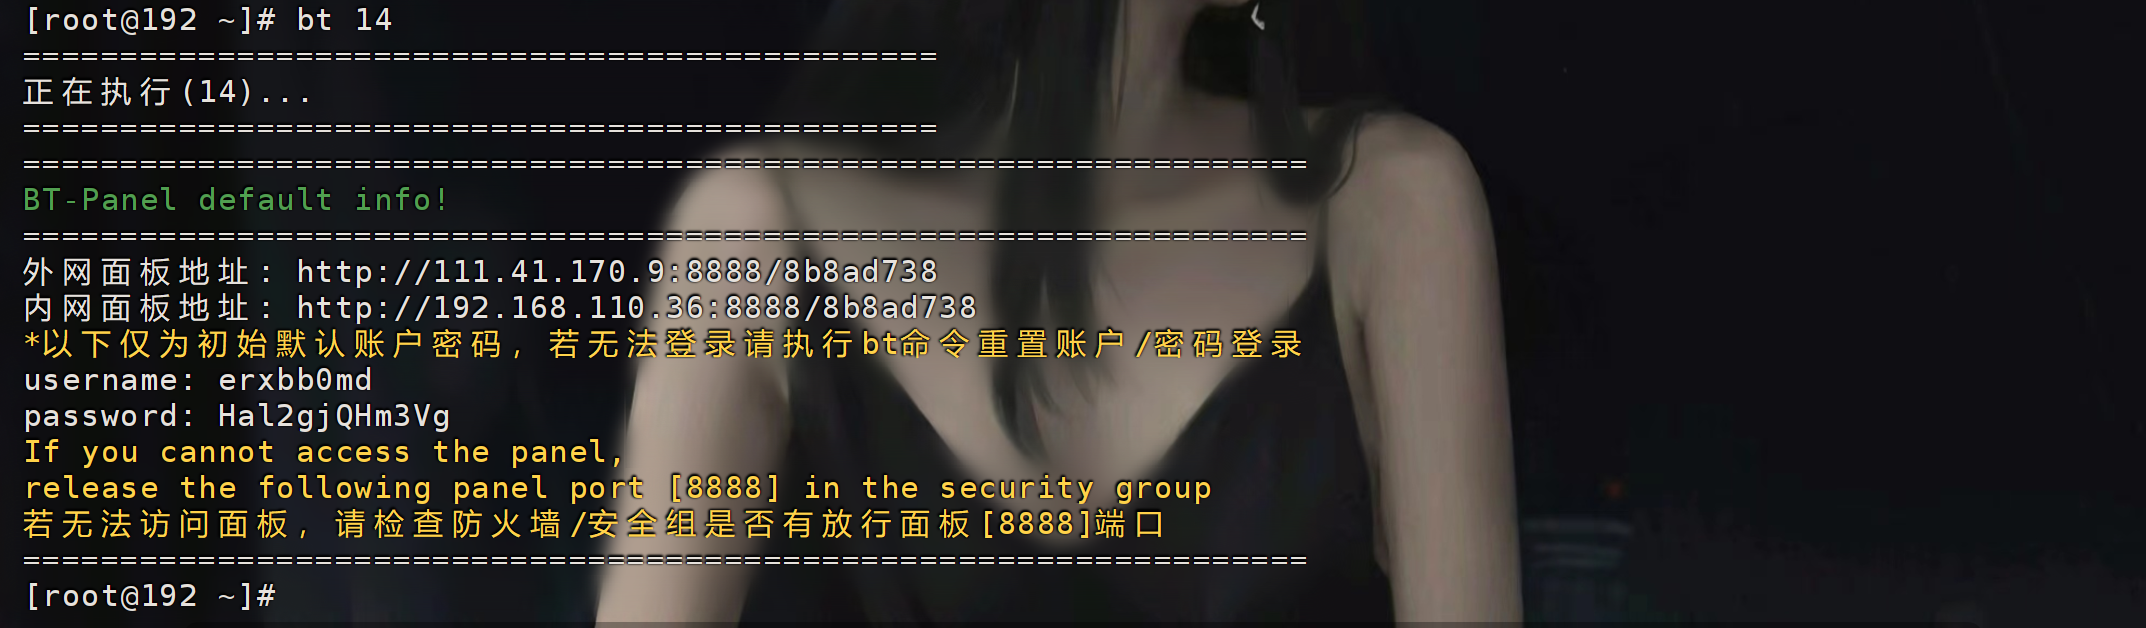 [root@192 ~]# bt 14
===============================================
正在执行(14)...
===============================================
==================================================================
BT-Panel default info!
==================================================================
外网面板地址: http://111.41.170.9:8888/8b8ad738
内网面板地址: http://192.168.110.36:8888/8b8ad738
*以下仅为初始默认账户密码，若无法登录请执行bt命令重置账户/密码登录
username: erxbb0md
password: Hal2gjQHm3Vg
If you cannot access the panel,
release the following panel port [8888] in the security group
若无法访问面板，请检查防火墙/安全组是否有放行面板[8888]端口
==================================================================
[root@192 ~]#